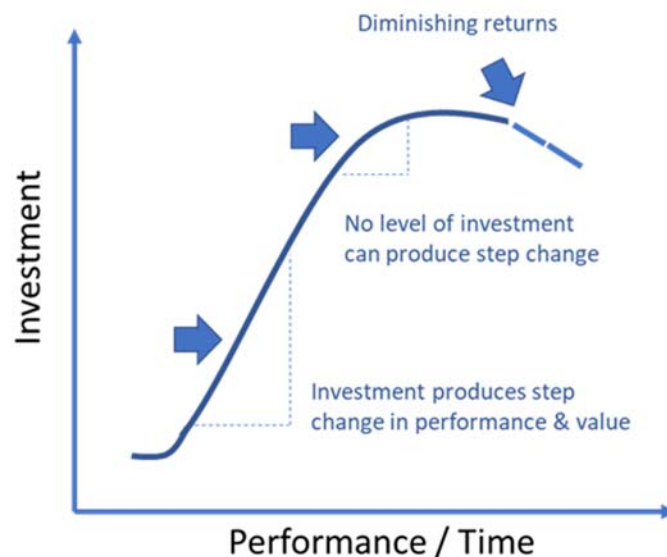 Diminishing returns
Investment
No level of investment
can produce step change
Investment produces step
change in performance & value
Performance / Time